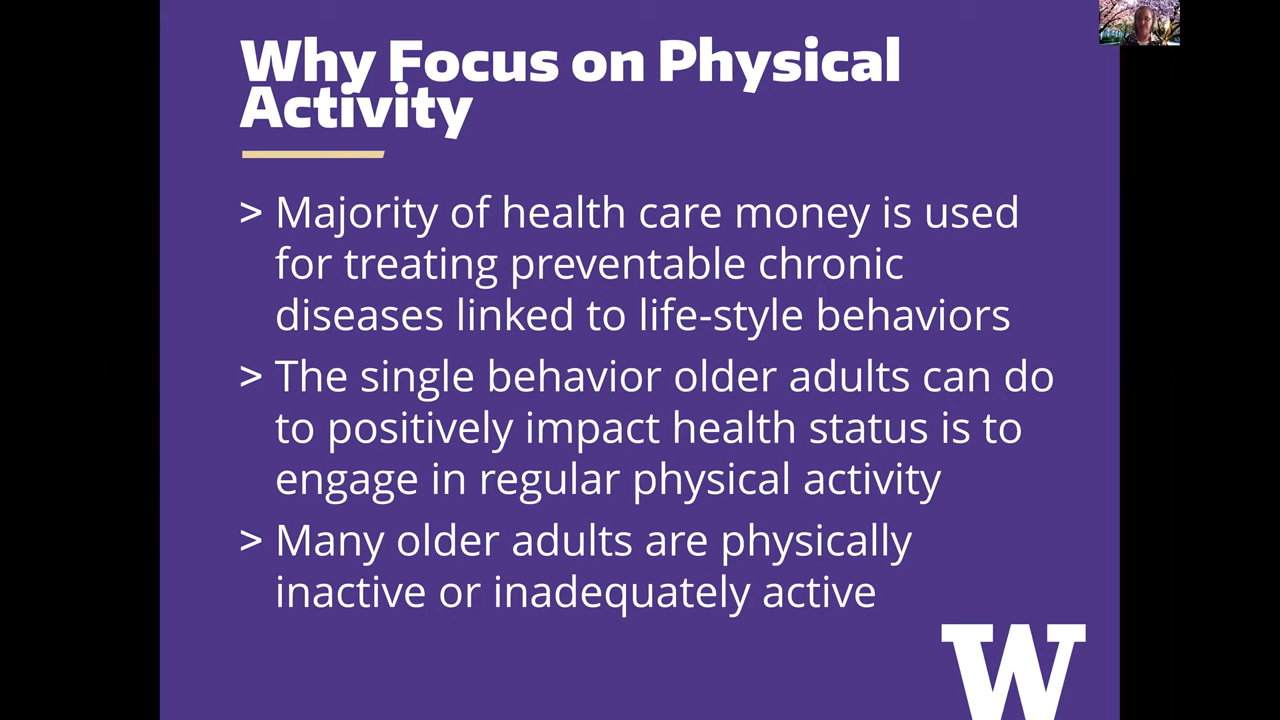 Why Focus on Physical
Activity
> Majority of health care money is used
for treating preventable chronic
diseases linked to life-style behaviors
> The single behavior older adults can do
to positively impact health status is to
engage in regular physical activity
> Many older adults are physically
inactive or inadequately active
W